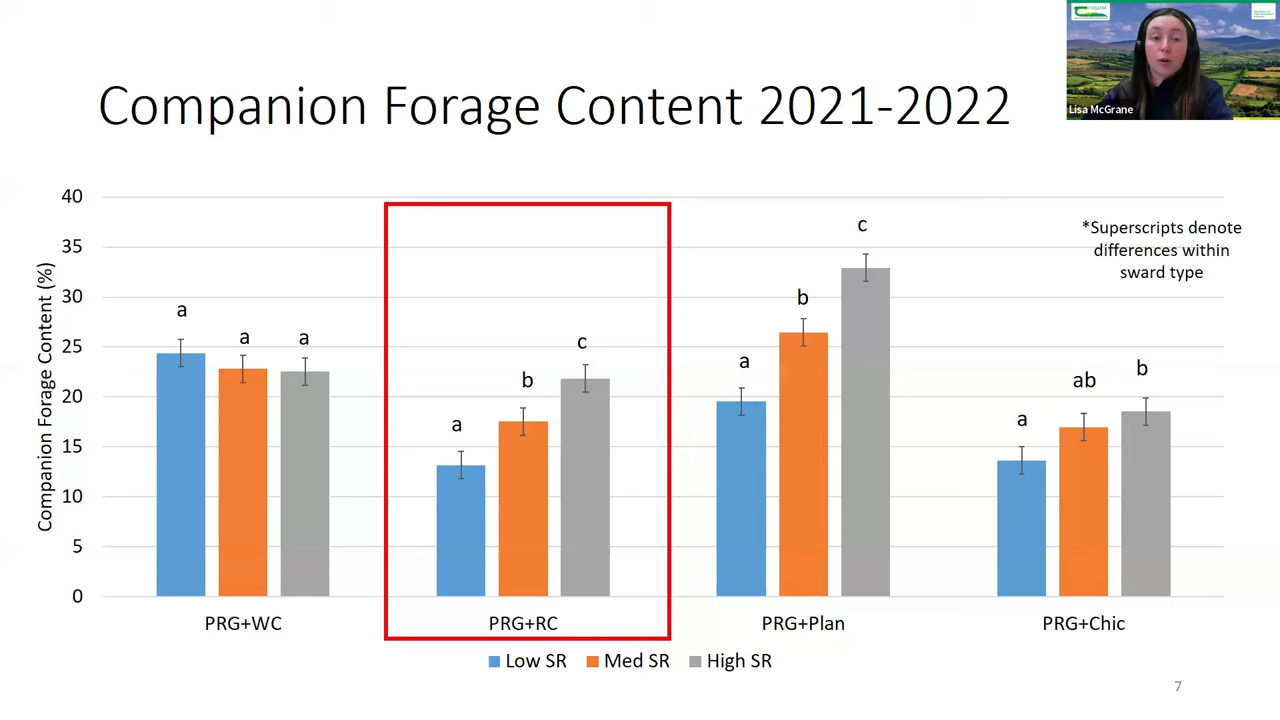 Companion Forage Content 2021-2022
Lisa McGrane
Companion Forage Content (%)
40
35
30
25
20
15
10
5
0
*Superscripts denote
differences within
sward type
a
a
a
a
b
c
a
b
c
a
ab
b
PRG+WC
PRG+RC
PRG+Plan
PRG+Chic
Low SR
Med SR
High SR
7